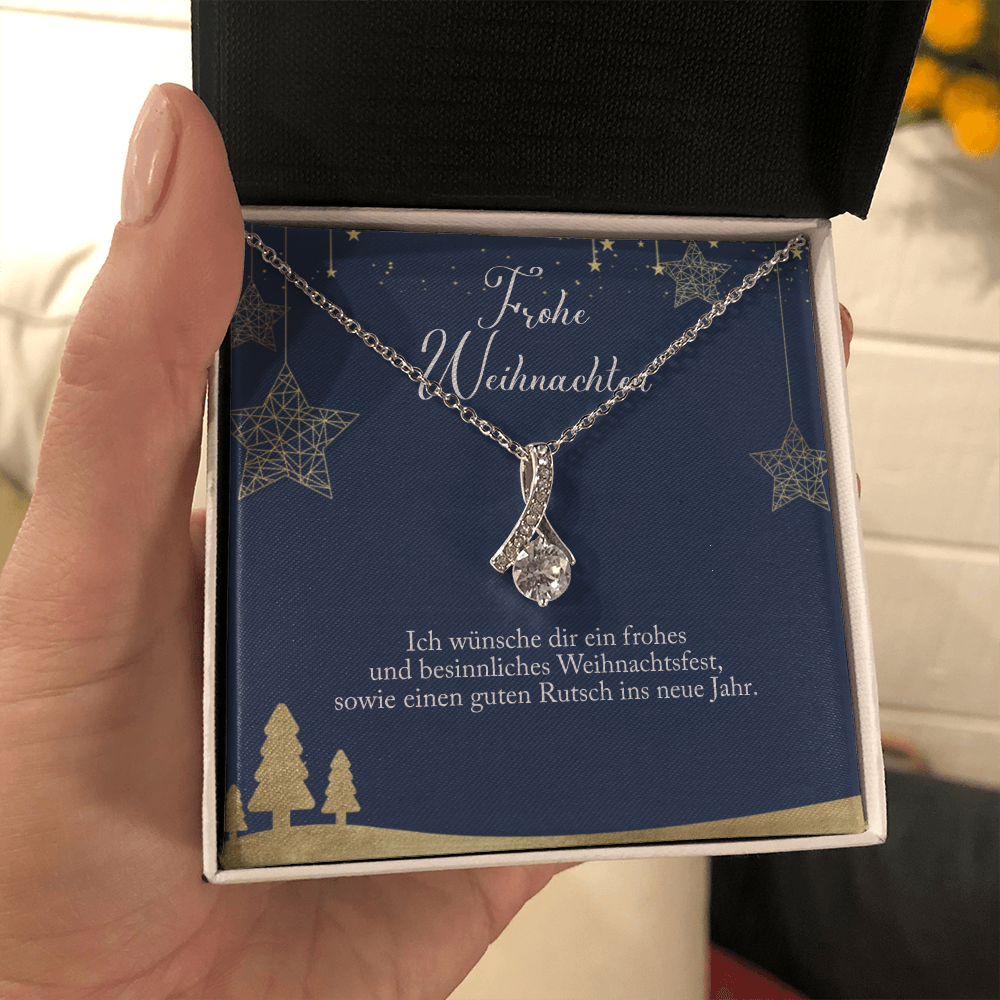 Frohe
Weihnachten
Ich wünsche dir ein frohes
und besinnliches Weihnachtsfest,
sowie einen guten Rutsch ins neue Jahr.